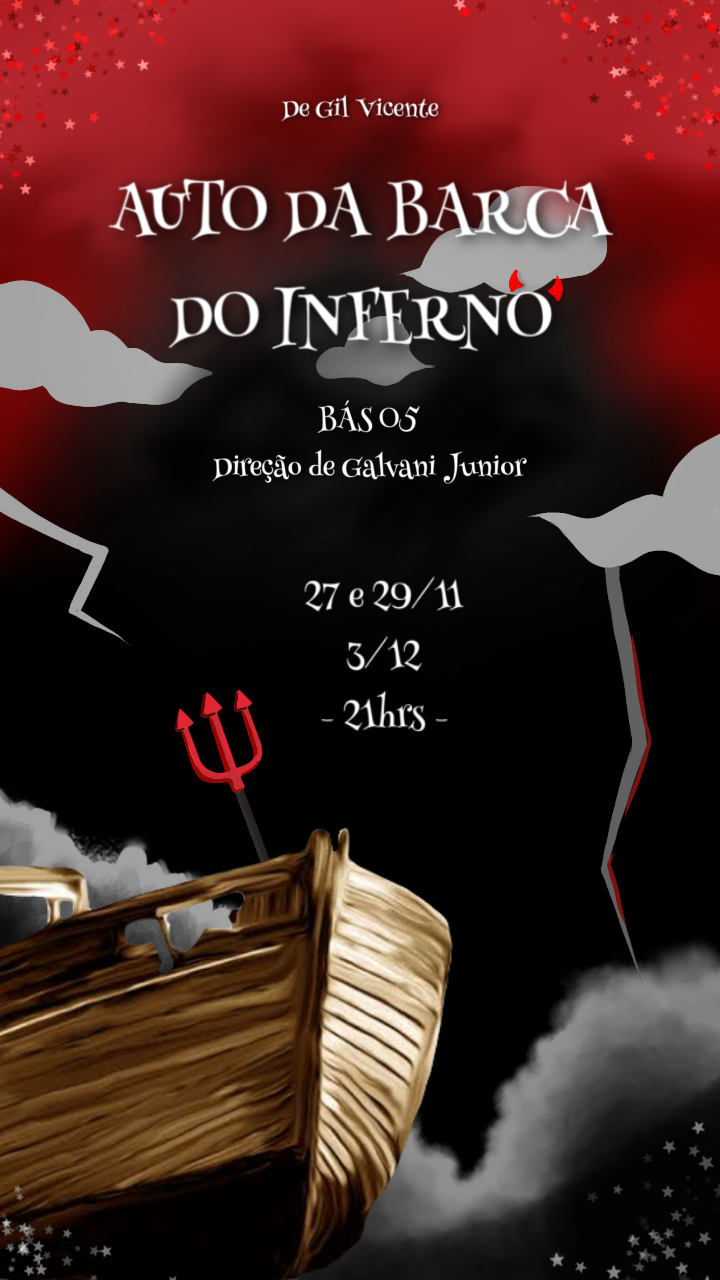 De Gil Vicente
AUTO DA BARCA
DO INFERNO
BÁS 05
Direção de Galvani Junior
27 e 29/11
3/12
- 21hrs -